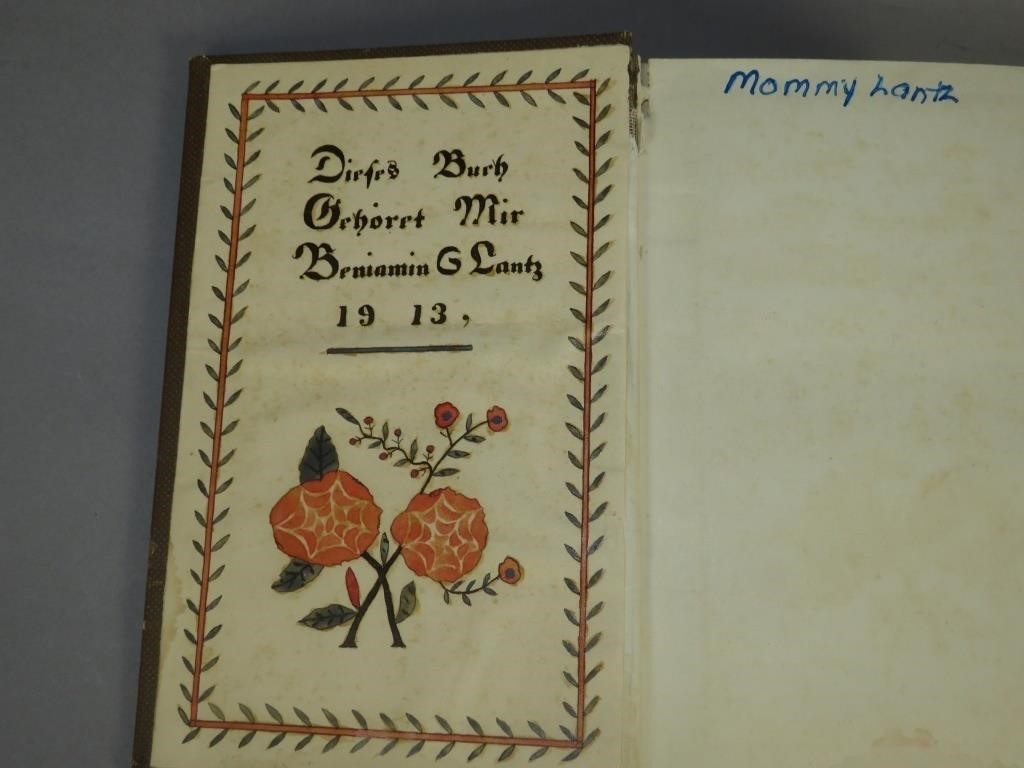 Dieses Buch
Gehöret Mir
Beniamin S Lantz
19 13,
Mommy Lantz